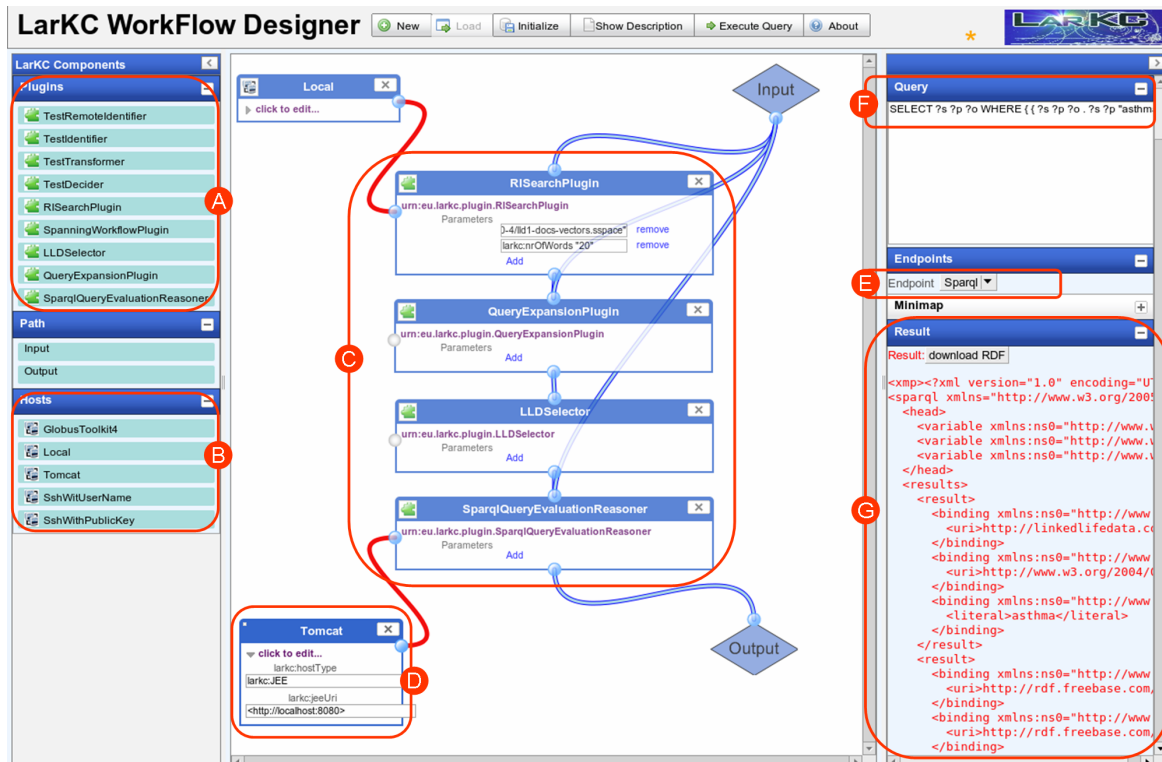 LarKC WorkFlow Designer
New
Load
Initialize
Show Description
Execute Query
About
*
LARKC
LarKC Components
Plugins
TestRemoteIdentifier
TestIdentifier
TestTransformer
TestDecider
RISearchPlugin
SpanningWorkflowPlugin
LLDSelector
QueryExpansionPlugin
SparqlQueryEvaluationReasoner
A
Path
Input
Output
Hosts
GlobusToolkit4
Local
Tomcat
SshWitUserName
SshWithPublicKey
B
Local
click to edit...
Input
C
RISearchPlugin
urn:eu.larkc.plugin.RISearchPlugin
Parameters
)-4/lld1-docs-vectors.sspace" remove
larkc:nrOfWords "20" remove
Add
QueryExpansionPlugin
urn:eu.larkc.plugin.QueryExpansionPlugin
Parameters
Add
LLDSelector
urn:eu.larkc.plugin.LLDSelector
Parameters
Add
SparqlQueryEvaluationReasoner
urn:eu.larkc.plugin.SparqlQueryEvaluationReasoner
Parameters
Add
Tomcat
click to edit...
larkc:hostType
larkc:JEE
larkc:jeeUri
<http://localhost:8080>
D
Output
F
Query
SELECT ?s ?p ?o WHERE { { ?s ?p ?o . ?s ?p "asthm
Endpoints
E
Endpoint Sparql
Minimap
Result
Result: download RDF
<xmp><?xml version="1.0" encoding="UT
<sparql xmlns="http://www.w3.org/2005
<head>
<variable xmlns:ns0="http://www.w
<variable xmlns:ns0="http://www.w
<variable xmlns:ns0="http://www.w
</head>
<results>
<result>
<binding xmlns:ns0="http://www
<uri>http://linkedlifedata.co
</binding>
<binding xmlns:ns0="http://www
<uri>http://www.w3.org/2004/0
</binding>
<binding xmlns:ns0="http://www
<literal>asthma</literal>
</binding>
</result>
<result>
<binding xmlns:ns0="http://www
<uri>http://rdf.freebase.com/
</binding>
<binding xmlns:ns0="http://www
<uri>http://rdf.freebase.com/
</binding>
G